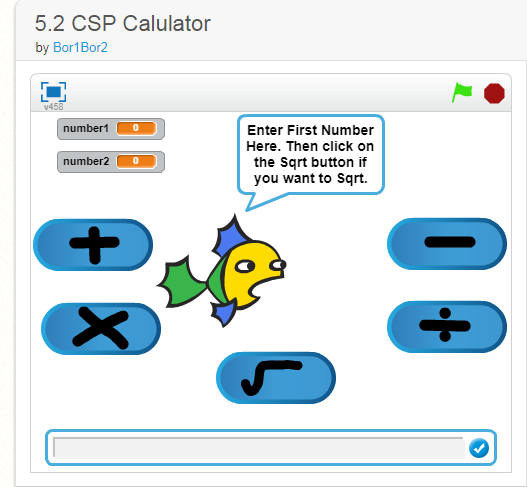 5.2 CSP Calulator
by Bor1Bor2
v458
number1 0
number2 0
Enter First Number
Here. Then click on
the Sqrt button if
you want to Sqrt.
+
−
×
÷
√